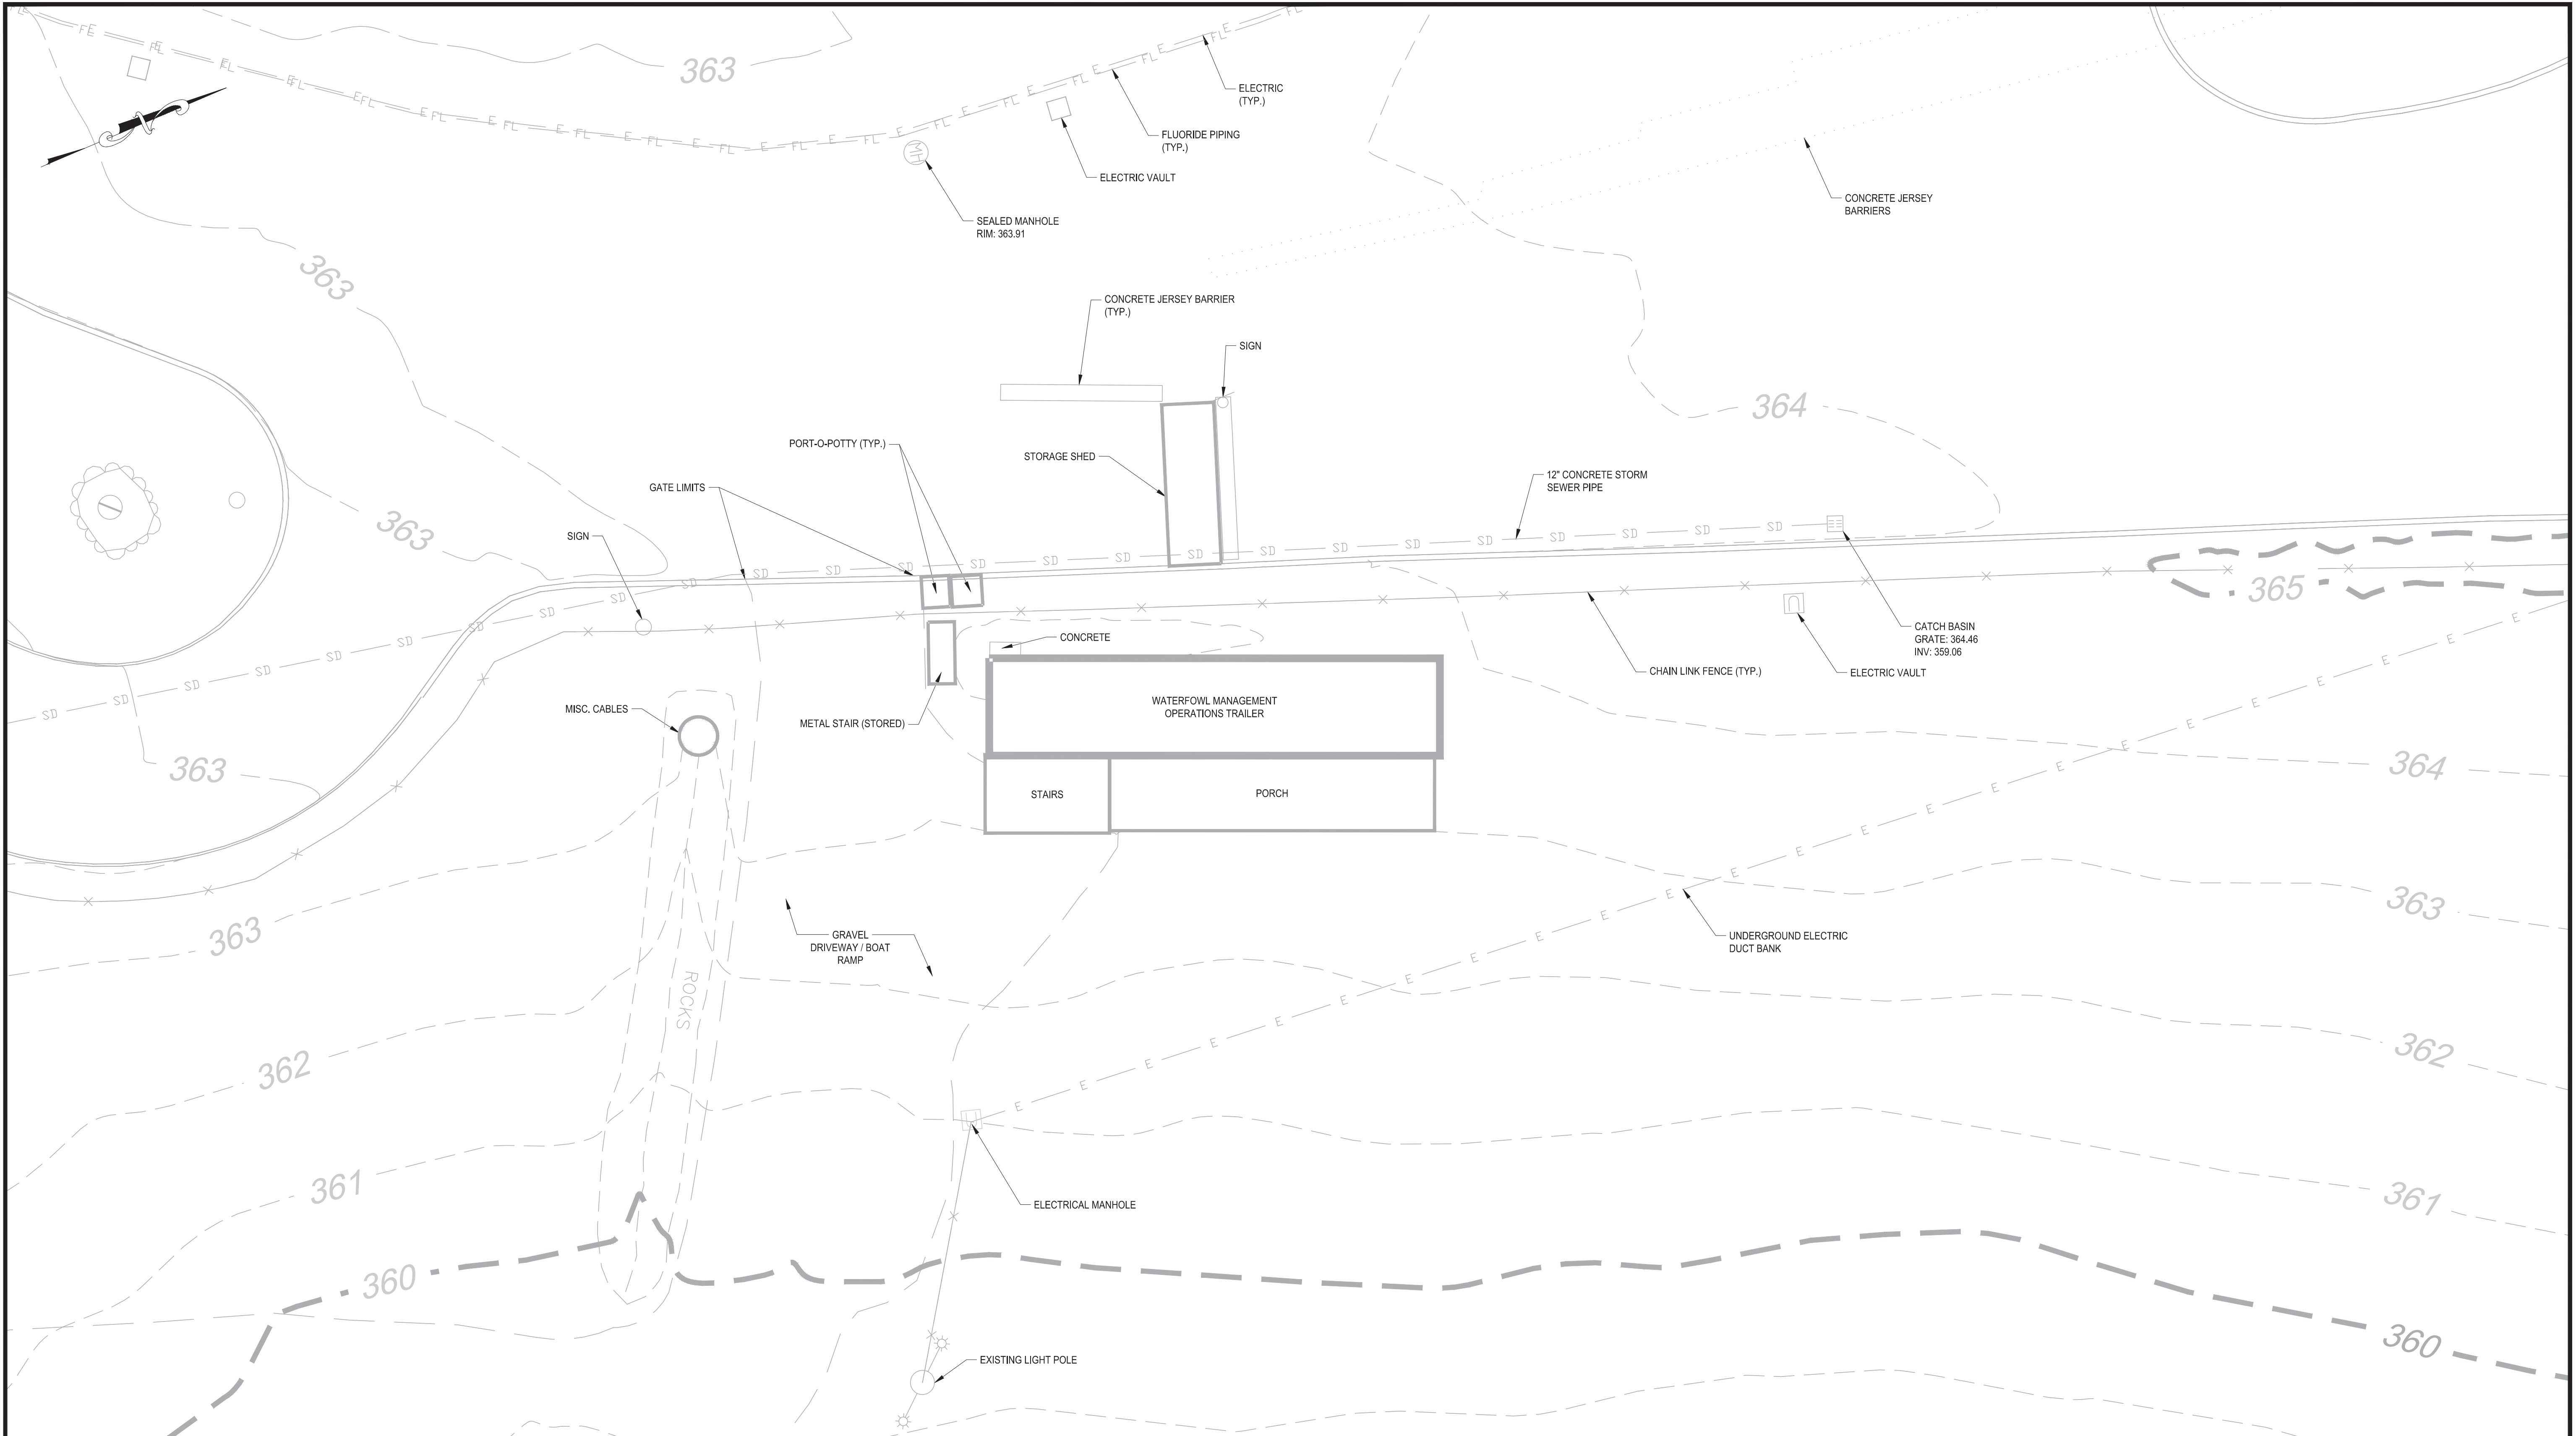 363
ELECTRIC
(TYP.)
FLUORIDE PIPING
(TYP.)
ELECTRIC VAULT
N
MH
SEALED MANHOLE
RIM: 363.91
CONCRETE JERSEY
BARRIERS
363
CONCRETE JERSEY BARRIER
(TYP.)
SIGN
364
PORT-O-POTTY (TYP.)
STORAGE SHED
12" CONCRETE STORM
SEWER PIPE
GATE LIMITS
363
SIGN
365
CONCRETE
CATCH BASIN
GRATE: 364.46
INV: 359.06
CHAIN LINK FENCE (TYP.)
ELECTRIC VAULT
MISC. CABLES
METAL STAIR (STORED)
WATERFOWL MANAGEMENT
OPERATIONS TRAILER
363
364
STAIRS
PORCH
363
363
GRAVEL
DRIVEWAY / BOAT
RAMP
UNDERGROUND ELECTRIC
DUCT BANK
ROCKS
362
362
361
361
ELECTRICAL MANHOLE
360
360
EXISTING LIGHT POLE